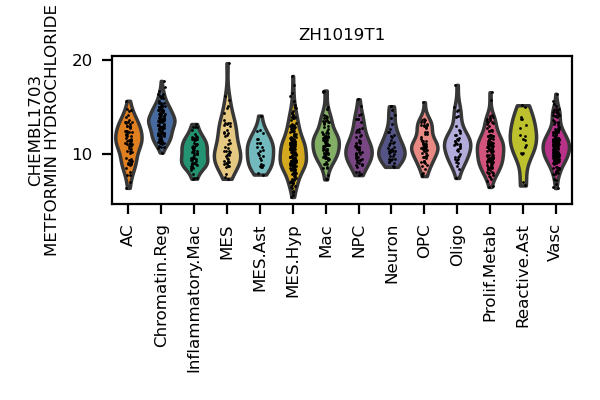 ZH1019T1
CHEMBL1703
METFORMIN HYDROCHLORIDE
20
10
AC
Chromatin.Reg
Inflammatory.Mac
MES
MES.Ast
MES.Hyp
Mac
NPC
Neuron
OPC
Oligo
Prolif.Metab
Reactive.Ast
Vasc